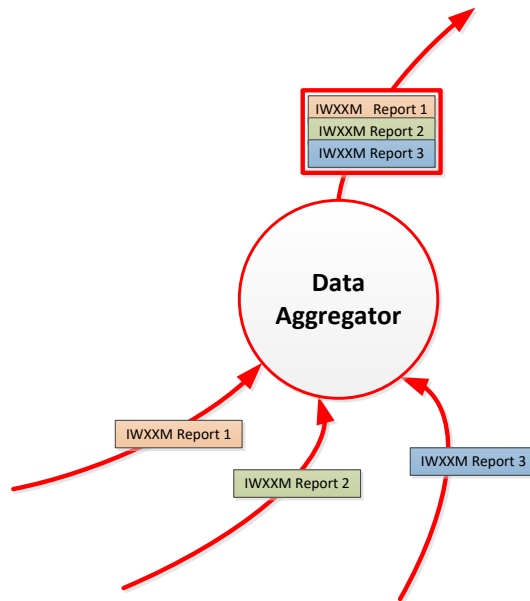 IWXXM Report 1
IWXXM Report 2
IWXXM Report 3
Data
Aggregator
IWXXM Report 1
IWXXM Report 2
IWXXM Report 3